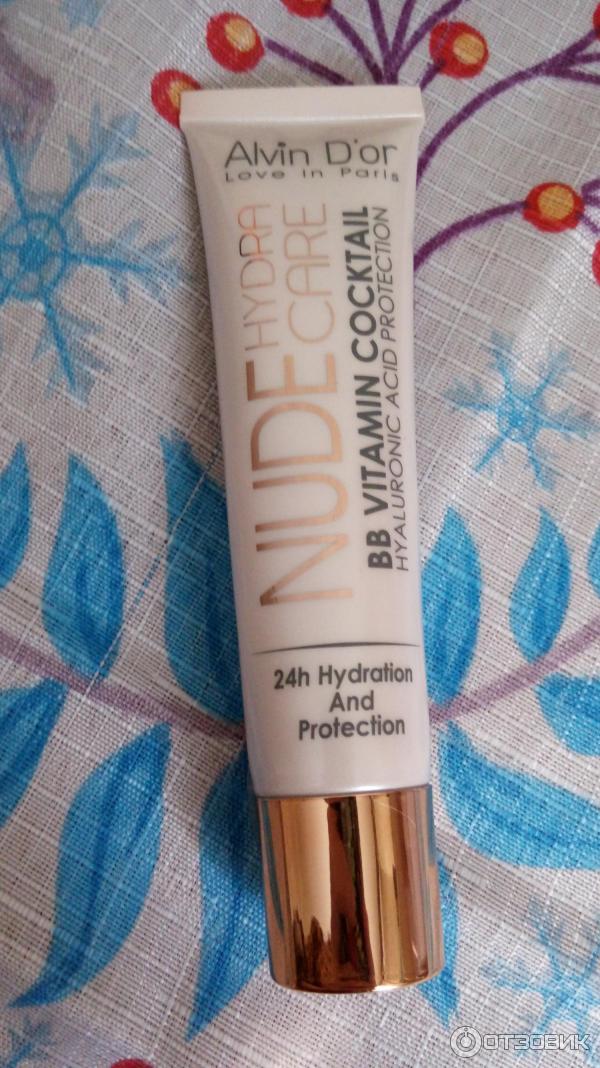 Alvin D'or
Love in Paris
NUDE HYDRA CARE
BB VITAMIN COCKTAIL
HYALURONIC ACID PROTECTION
24h Hydration
And
Protection
ОТЗОВИК